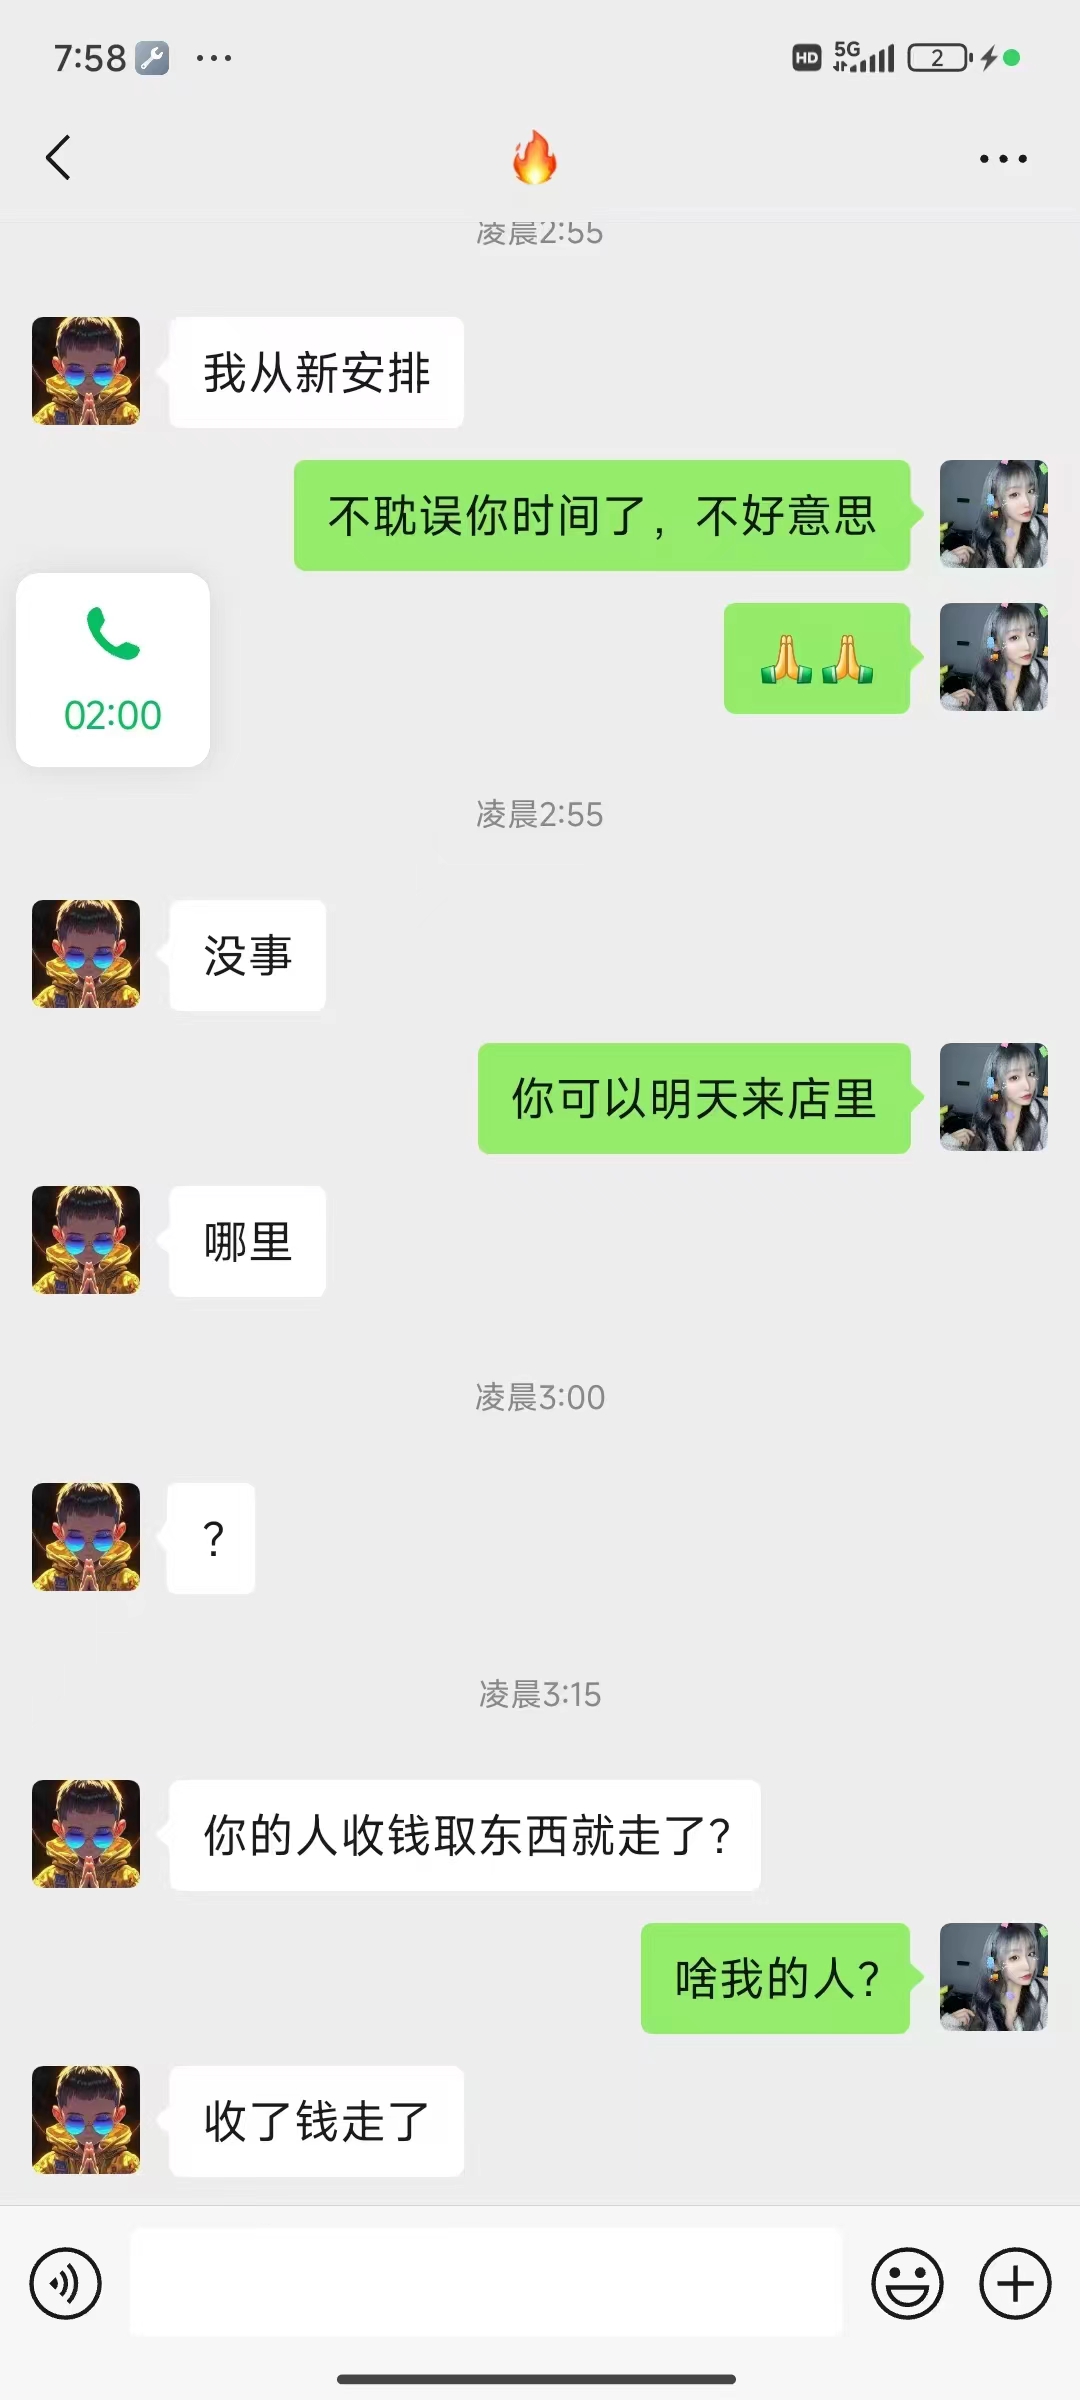 7:58
HD 5G 2
凌晨2:55
我从新安排
不耽误你时间了，不好意思
02:00
凌晨2:55
没事
你可以明天来店里
哪里
凌晨3:00
？
凌晨3:15
你的人收钱取东西就走了？
啥我的人？
收了钱走了